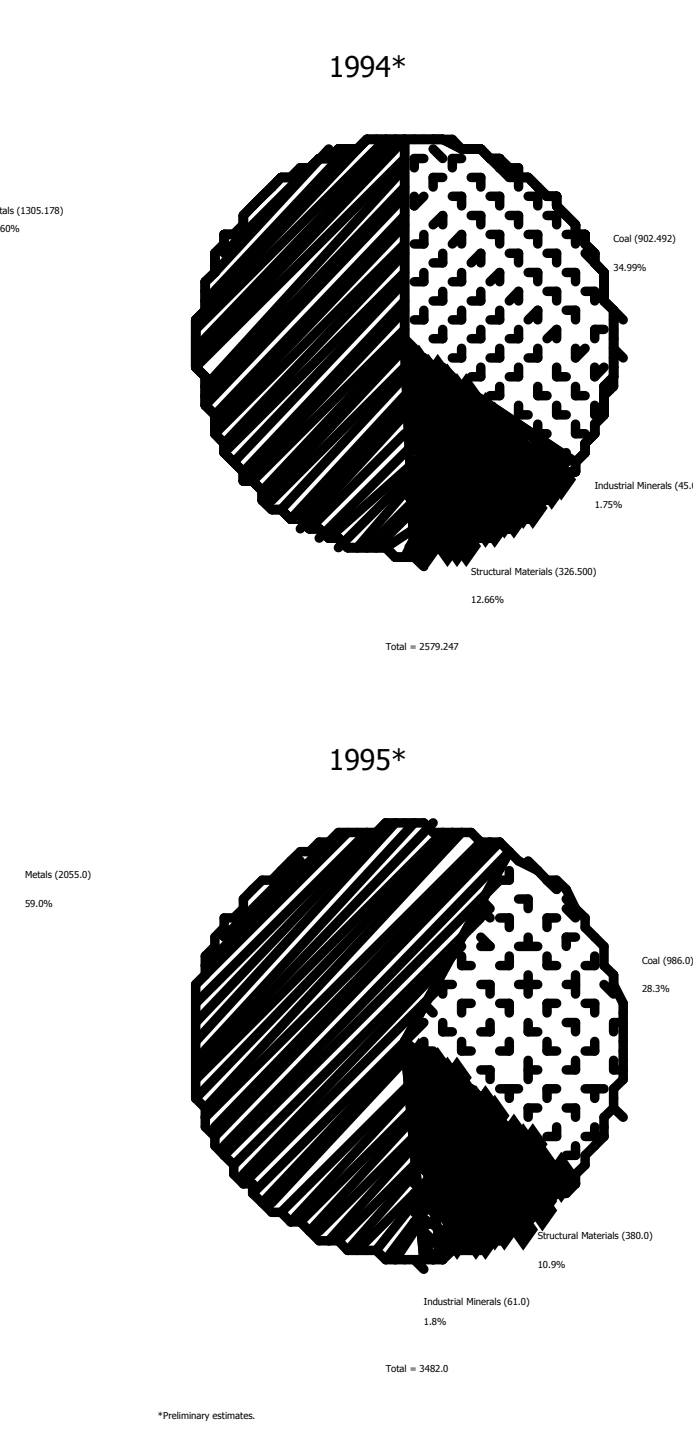 1994*
tals (1305.178)
60%
Coal (902.492)
34.99%
Industrial Minerals (45.
1.75%
Structural Materials (326.500)
12.66%
Total = 2579.247
1995*
Metals (2055.0)
59.0%
Coal (986.0)
28.3%
Structural Materials (380.0)
10.9%
Industrial Minerals (61.0)
1.8%
Total = 3482.0
*Preliminary estimates.